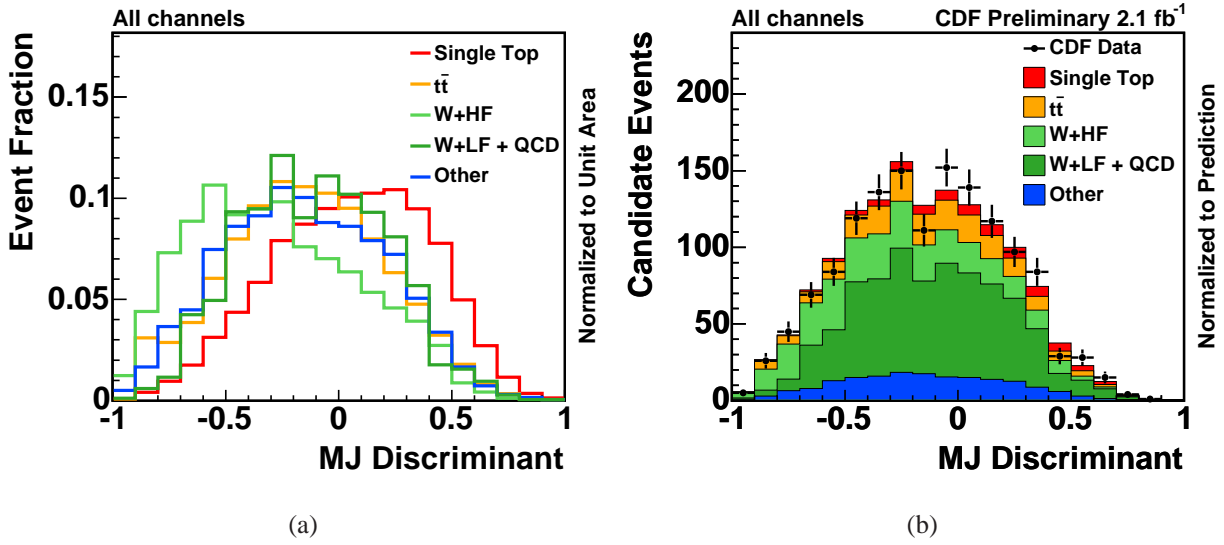 All channels
Event Fraction
0.15
0.1
0.05
0
-1
-0.5
0
0.5
1
MJ Discriminant
Normalized to Unit Area
Single Top
tt̄
W+HF
W+LF + QCD
Other
(a)
All channels
CDF Preliminary 2.1 fb⁻¹
Candidate Events
200
150
100
50
0
-1
-0.5
0
0.5
1
MJ Discriminant
Normalized to Prediction
CDF Data
Single Top
tt̄
W+HF
W+LF + QCD
Other
(b)